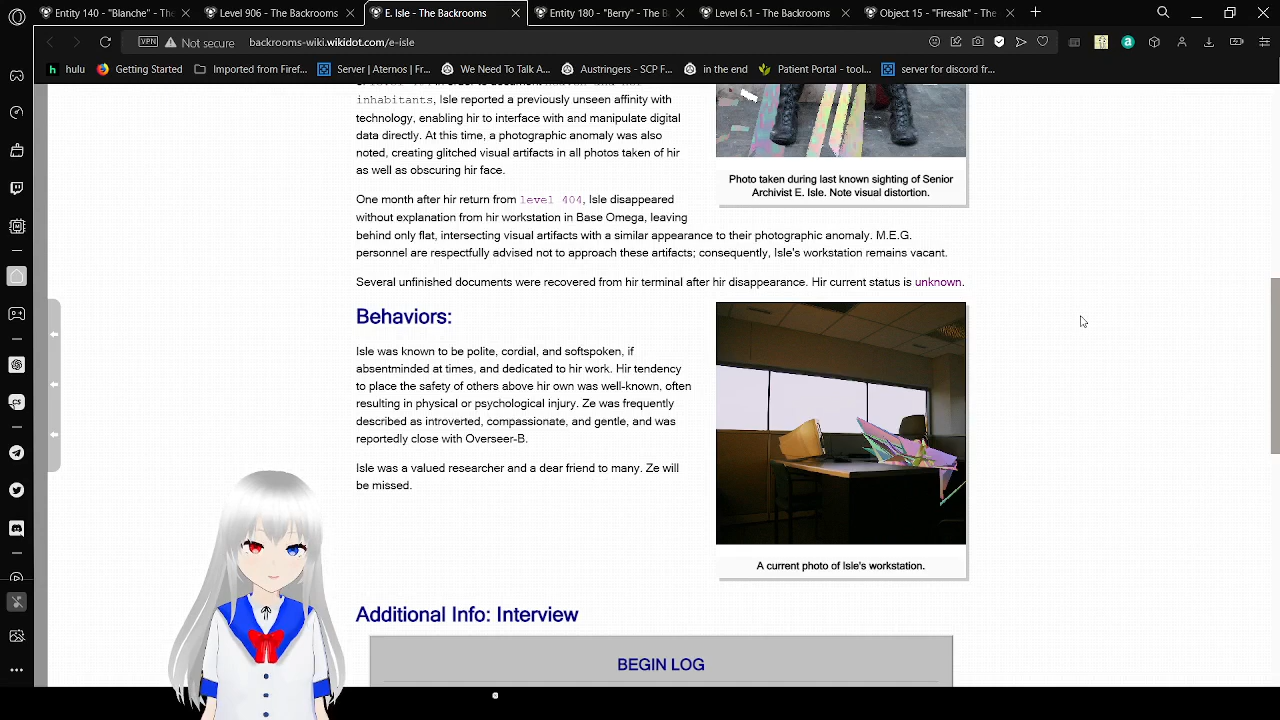 Entity 140 - "Blanche" - The
Level 906 - The Backrooms
E. Isle - The Backrooms
Entity 180 - "Berry" - The B
Level 6.1 - The Backrooms
Object 15 - "Firesalt" - The
VPN Not secure backrooms-wiki.wikidot.com/e-isle
hulu Getting Started Imported from Firef... Server | Aternos | Fr... We Need To Talk A... Austringers - SCP F... in the end Patient Portal - tool... server for discord fr...
inhabitants, Isle reported a previously unseen affinity with
technology, enabling hir to interface with and manipulate digital
data directly. At this time, a photographic anomaly was also
noted, creating glitched visual artifacts in all photos taken of hir
as well as obscuring hir face.
Photo taken during last known sighting of Senior
Archivist E. Isle. Note visual distortion.
One month after hir return from level 404, Isle disappeared
without explanation from hir workstation in Base Omega, leaving
behind only flat, intersecting visual artifacts with a similar appearance to their photographic anomaly. M.E.G.
personnel are respectfully advised not to approach these artifacts; consequently, Isle's workstation remains vacant.
Several unfinished documents were recovered from hir terminal after hir disappearance. Hir current status is unknown.
Behaviors:
Isle was known to be polite, cordial, and softspoken, if
absentminded at times, and dedicated to hir work. Hir tendency
to place the safety of others above hir own was well-known, often
resulting in physical or psychological injury. Ze was frequently
described as introverted, compassionate, and gentle, and was
reportedly close with Overseer-B.
Isle was a valued researcher and a dear friend to many. Ze will
be missed.
A current photo of Isle's workstation.
Additional Info: Interview
BEGIN LOG